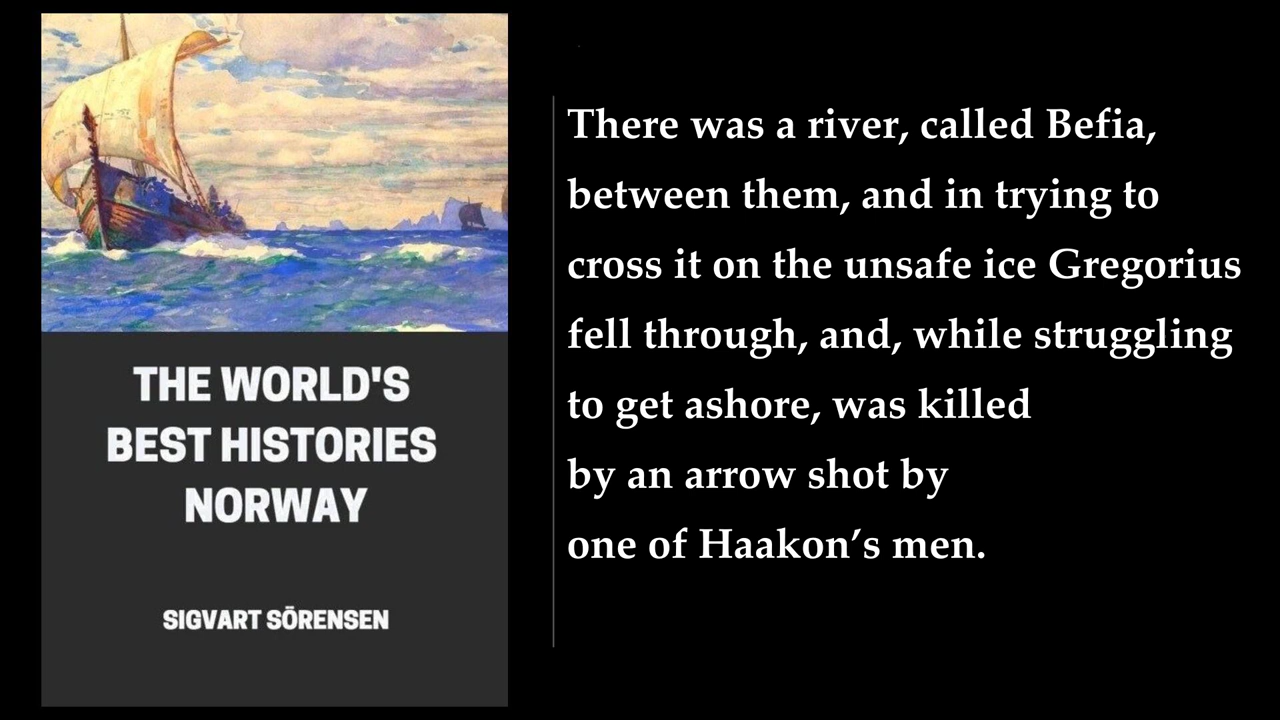 THE WORLD'S
BEST HISTORIES
NORWAY
SIGVART SÖRENSEN
There was a river, called Befia,
between them, and in trying to
cross it on the unsafe ice Gregorius
fell through, and, while struggling
to get ashore, was killed
by an arrow shot by
one of Haakon’s men.